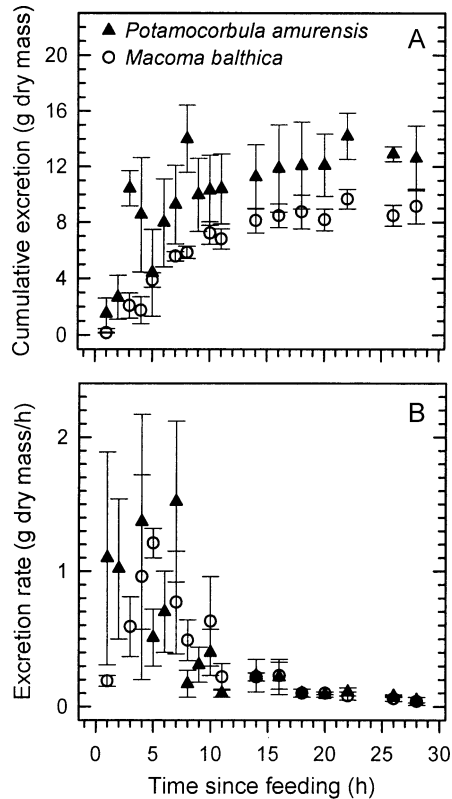 Potamocorbula amurensis
Macoma balthica
A
20
16
12
8
4
0
Cumulative excretion (g dry mass)
B
2
1
0
Excretion rate (g dry mass/h)
0 5 10 15 20 25 30
Time since feeding (h)